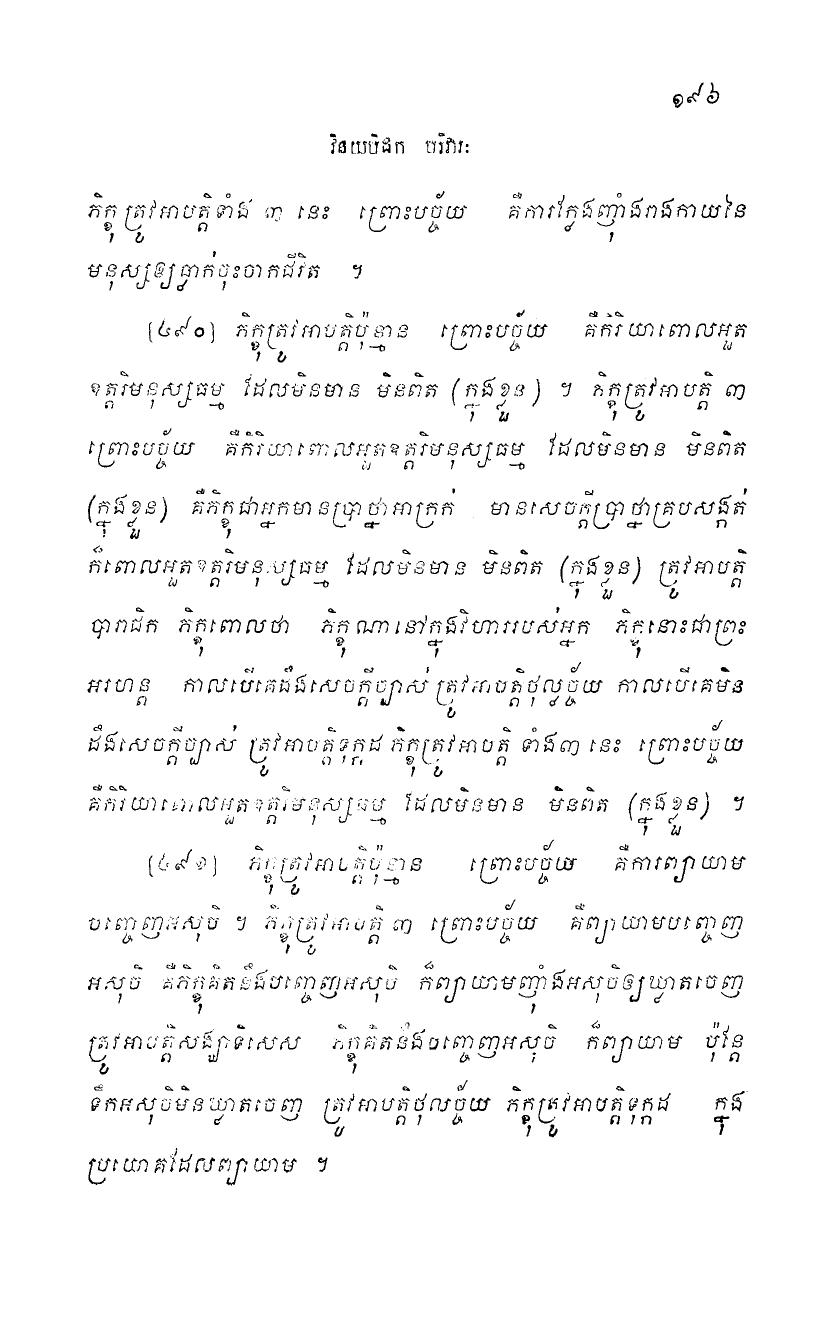 ១៩៦
វិនយបិដក បរិវារៈ
ភិក្ខុត្រូវអាបត្តិទាំង ៣ នេះ ព្រោះបច្ច័យ គឺការក្លែងញ៉ាំងរាងកាយនៃ
មនុស្សឲ្យធ្លាក់ចុះចាកជីវិត ។
[៤៩០] ភិក្ខុត្រូវអាបត្តិប៉ុន្មាន ព្រោះបច្ច័យ គឺកិរិយាពោលអួត
ឧត្តរិមនុស្សធម្ម ដែលមិនមាន មិនពិត (ក្នុងខ្លួន) ។ ភិក្ខុត្រូវអាបត្តិ ៣
ព្រោះបច្ច័យ គឺកិរិយាពោលអួតឧត្តរិមនុស្សធម្ម ដែលមិនមាន មិនពិត
(ក្នុងខ្លួន) គឺភិក្ខុជាអ្នកមានប្រាថ្នាអាក្រក់ មានសេចក្តីប្រាថ្នាគ្របសង្កត់
ក៏ពោលអួតឧត្តរិមនុស្សធម្ម ដែលមិនមាន មិនពិត (ក្នុងខ្លួន) ត្រូវអាបត្តិ
បារាជិក ភិក្ខុពោលថា ភិក្ខុណានៅក្នុងវិហាររបស់អ្នក ភិក្ខុនោះជាព្រះ
អរហន្ត កាលបើគេដឹងសេចក្តីច្បាស់ ត្រូវអាបត្តិថុល្លច្ច័យ កាលបើគេមិន
ដឹងសេចក្តីច្បាស់ ត្រូវអាបត្តិទុក្កដ ភិក្ខុត្រូវអាបត្តិ ទាំង៣ នេះ ព្រោះបច្ច័យ
គឺកិរិយាពោលអួតឧត្តរិមនុស្សធម្ម ដែលមិនមាន មិនពិត (ក្នុងខ្លួន) ។
[៤៩១] ភិក្ខុត្រូវអាបត្តិប៉ុន្មាន ព្រោះបច្ច័យ គឺការព្យាយាម
បញ្ចេញអសុចិ ។ ភិក្ខុត្រូវអាបត្តិ ៣ ព្រោះបច្ច័យ គឺព្យាយាមបញ្ចេញ
អសុចិ គឺភិក្ខុគិតនឹងបញ្ចេញអសុចិ ក៏ព្យាយាមញ៉ាំងអសុចិឲ្យឃ្លាតចេញ
ត្រូវអាបត្តិសង្ឃាទិសេស ភិក្ខុគិតនឹងបញ្ចេញអសុចិ ក៏ព្យាយាម ប៉ុន្តែ
ទឹកអសុចិមិនឃ្លាតចេញ ត្រូវអាបត្តិថុល្លច្ច័យ ភិក្ខុត្រូវអាបត្តិទុក្កដ ក្នុង
ប្រយោគដែលព្យាយាម ។